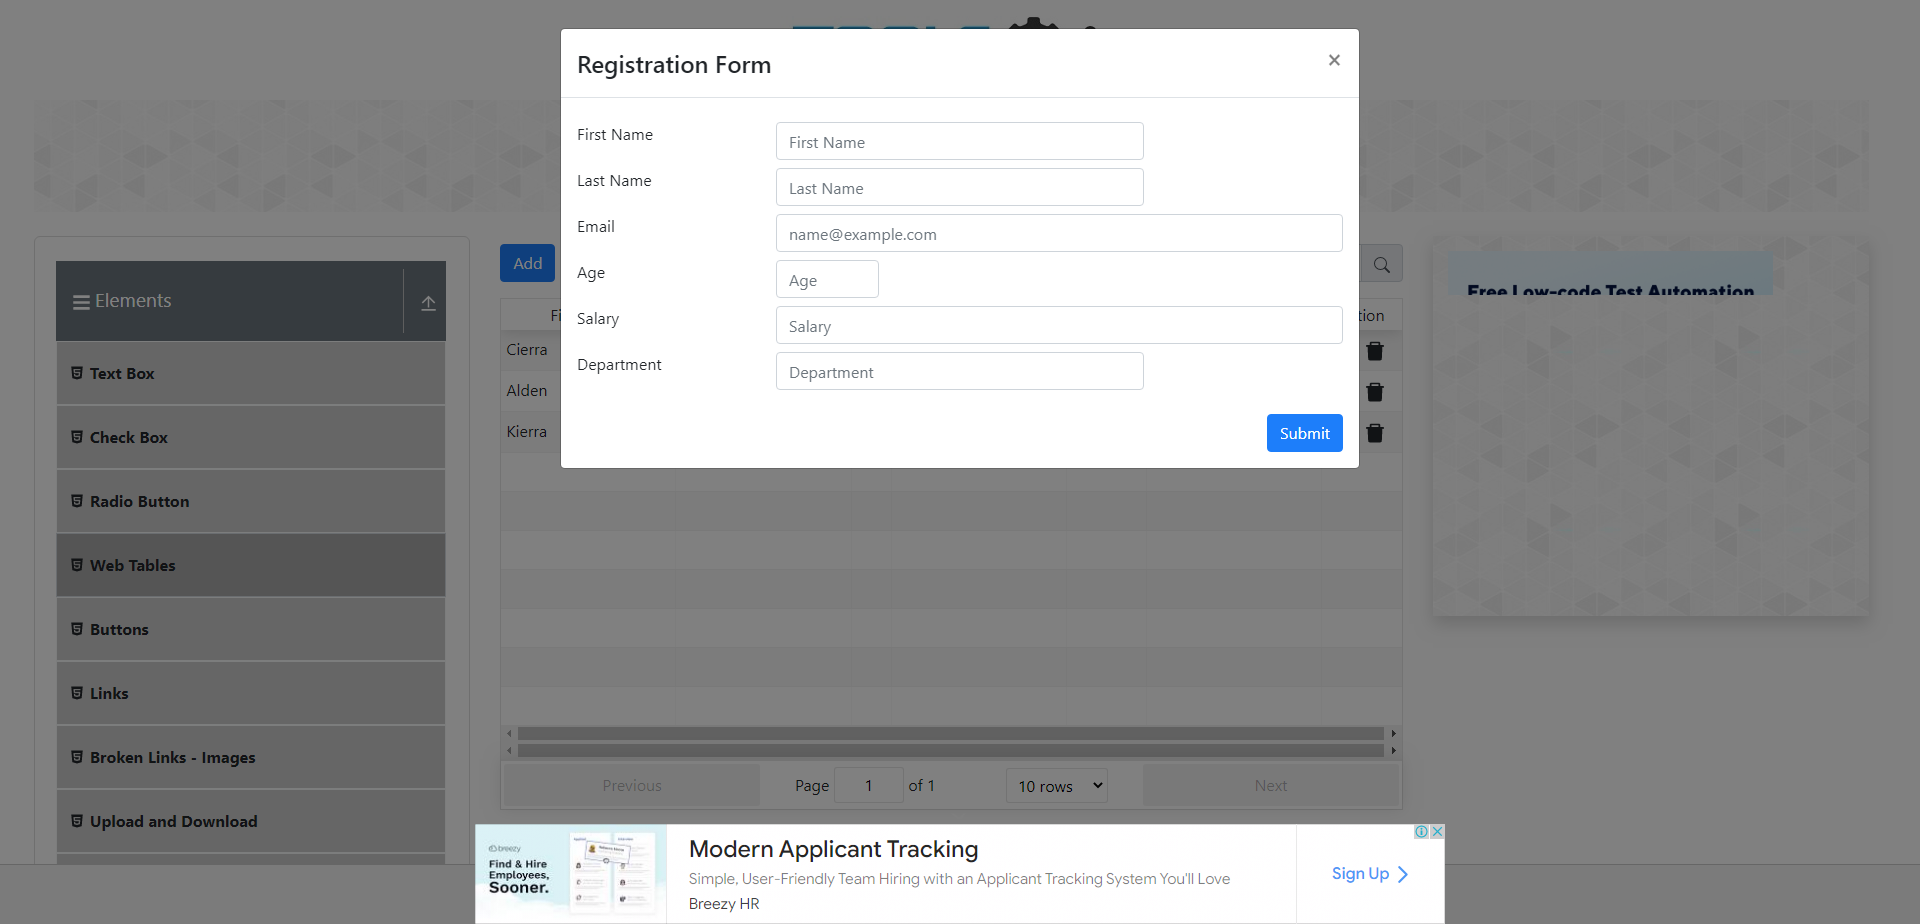 Registration Form
×
First Name
First Name
Last Name
Last Name
Email
name@example.com
Age
Age
Salary
Salary
Department
Department
Submit
Elements
Text Box
Check Box
Radio Button
Web Tables
Buttons
Links
Broken Links - Images
Upload and Download
Add
Fi
tion
Cierra
Alden
Kierra
Previous
Page 1 of 1
10 rows
Next
Free Low-code Test Automation
breezy
Find & Hire
Employees,
Sooner.
Modern Applicant Tracking
Simple, User-Friendly Team Hiring with an Applicant Tracking System You'll Love
Breezy HR
Sign Up